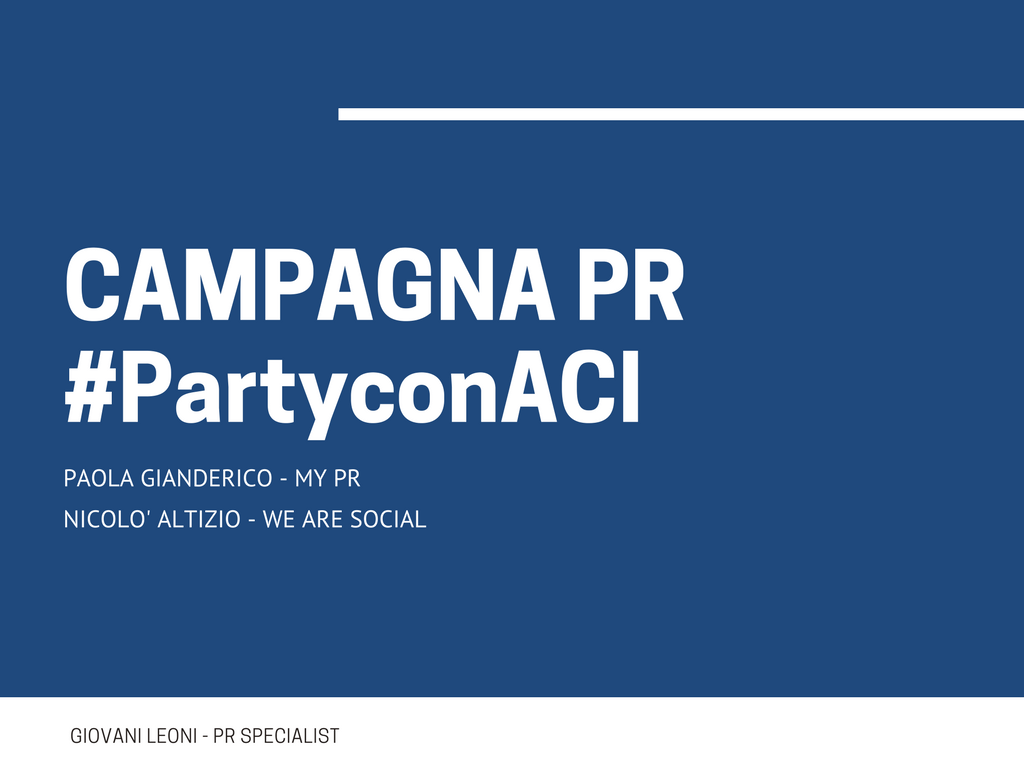 CAMPAGNA PR
#PartyconACI
PAOLA GIANDERICO - MY PR
NICOLO' ALTIZIO - WE ARE SOCIAL
GIOVANI LEONI - PR SPECIALIST